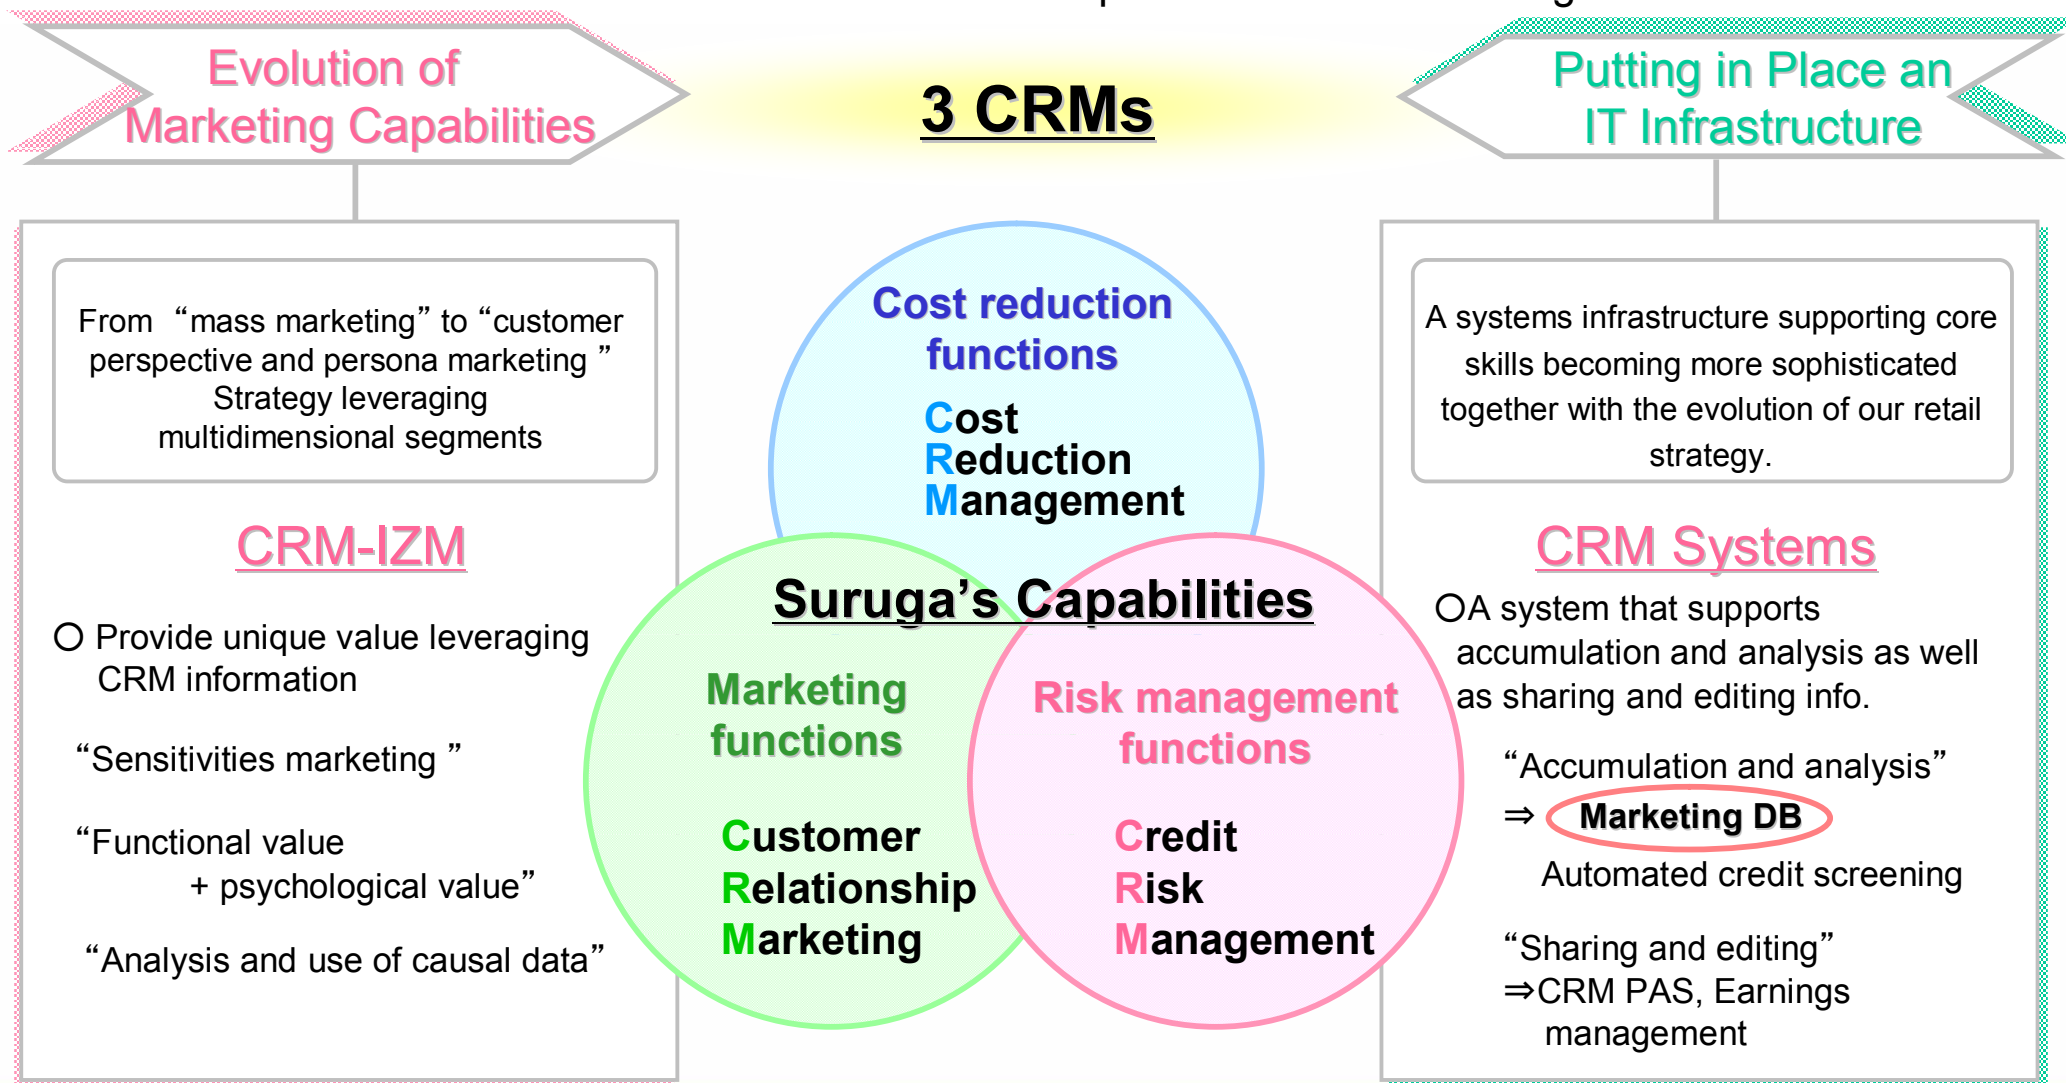 Evolution of
Marketing Capabilities
3 CRMs
Putting in Place an
IT Infrastructure
From “mass marketing” to “customer
perspective and persona marketing ”
Strategy leveraging
multidimensional segments
CRM-IZM
O Provide unique value leveraging
CRM information
“Sensitivities marketing ”
“Functional value
+ psychological value”
“Analysis and use of causal data”
Cost reduction
functions
Cost
Reduction
Management
Suruga’s Capabilities
Marketing
functions
Customer
Relationship
Marketing
Risk management
functions
Credit
Risk
Management
A systems infrastructure supporting core
skills becoming more sophisticated
together with the evolution of our retail
strategy.
CRM Systems
OA system that supports
accumulation and analysis as well
as sharing and editing info.
“Accumulation and analysis”
⇒ Marketing DB
Automated credit screening
“Sharing and editing”
⇒CRM PAS, Earnings
management